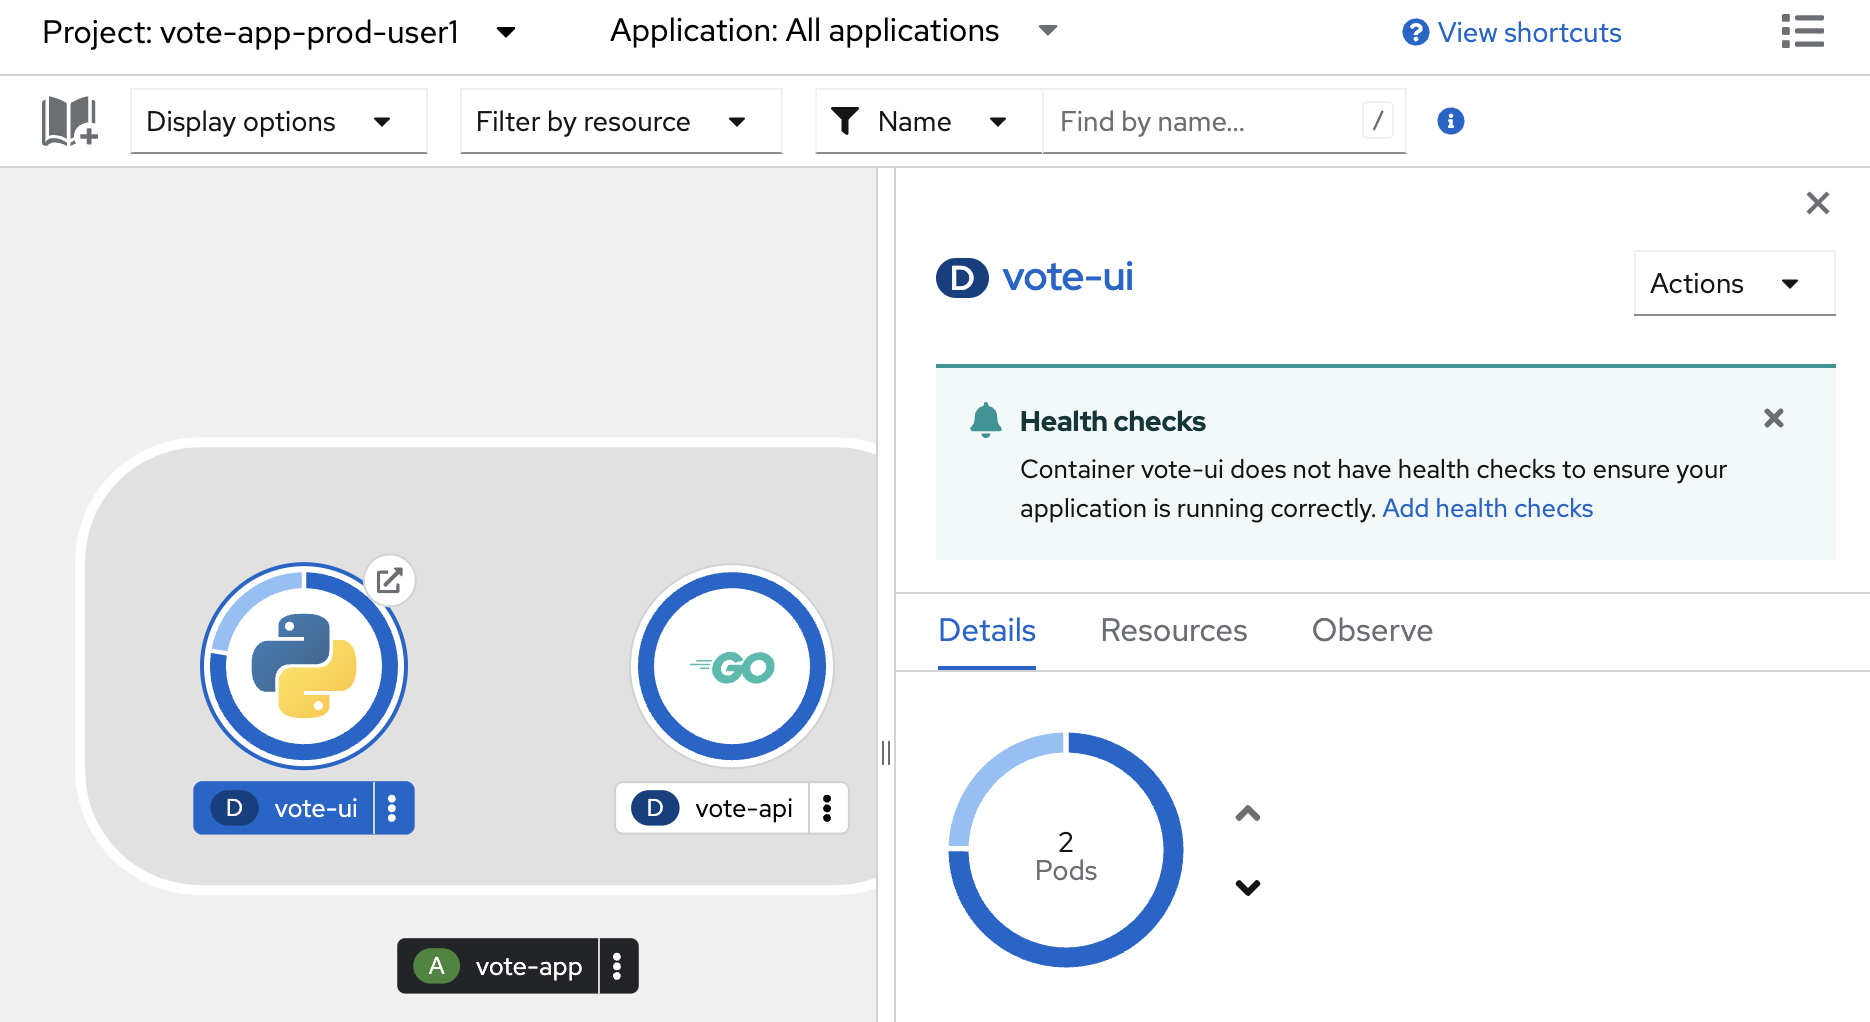 Project: vote-app-prod-user1
Application: All applications
View shortcuts
Display options
Filter by resource
Name
Find by name...
/
D vote-ui
Actions
Health checks
Container vote-ui does not have health checks to ensure your
application is running correctly. Add health checks
Details
Resources
Observe
GO
D vote-ui
D vote-api
2
Pods
A vote-app